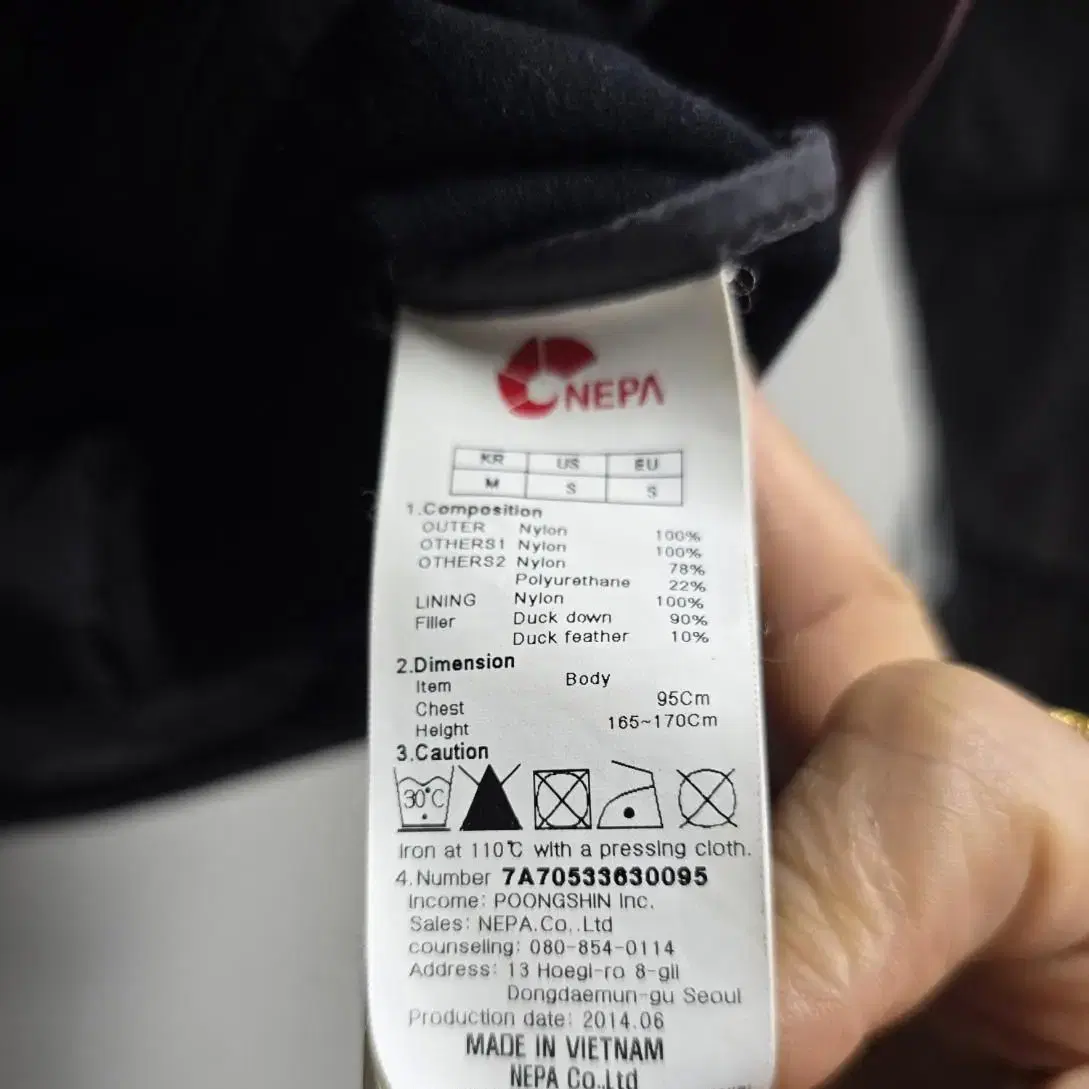 NEPA
KR US EU
M S S
1.Composition
OUTER Nylon 100%
OTHERS1 Nylon 100%
OTHERS2 Nylon 78%
Polyurethane 22%
LINING Nylon 100%
Filler Duck down 90%
Duck feather 10%
2.Dimension
Item Body
Chest 95Cm
Height 165~170Cm
3.Caution
30°C
Iron at 110℃ with a pressing cloth.
4.Number 7A70533630095
Income: POONGSHIN Inc.
Sales: NEPA.Co,.Ltd
counseling: 080-854-0114
Address: 13 Hoegi-ro 8-gil
Dongdaemun-gu Seoul
Production date: 2014.06
MADE IN VIETNAM
NEPA Co.,Ltd